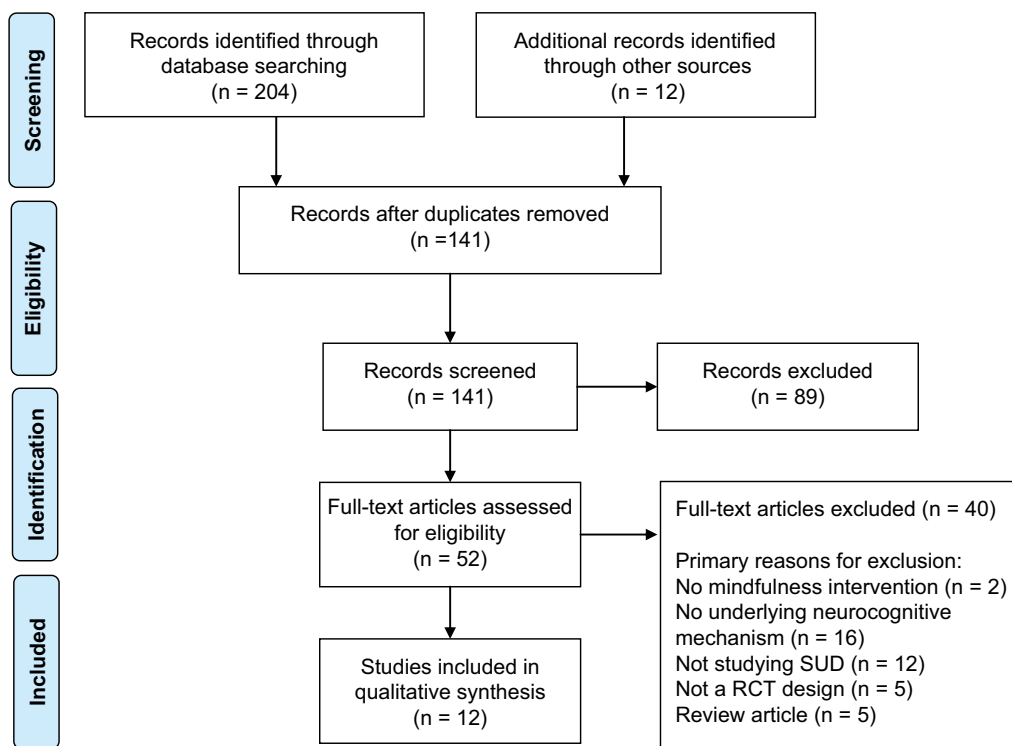 Screening
Records identified through
database searching
(n = 204)
Additional records identified
through other sources
(n = 12)
Records after duplicates removed
(n =141)
Eligibility
Records screened
(n = 141)
Records excluded
(n = 89)
Identification
Full-text articles assessed
for eligibility
(n = 52)
Full-text articles excluded (n = 40)
Primary reasons for exclusion:
No mindfulness intervention (n = 2)
No underlying neurocognitive
mechanism (n = 16)
Not studying SUD (n = 12)
Not a RCT design (n = 5)
Review article (n = 5)
Included
Studies included in
qualitative synthesis
(n = 12)